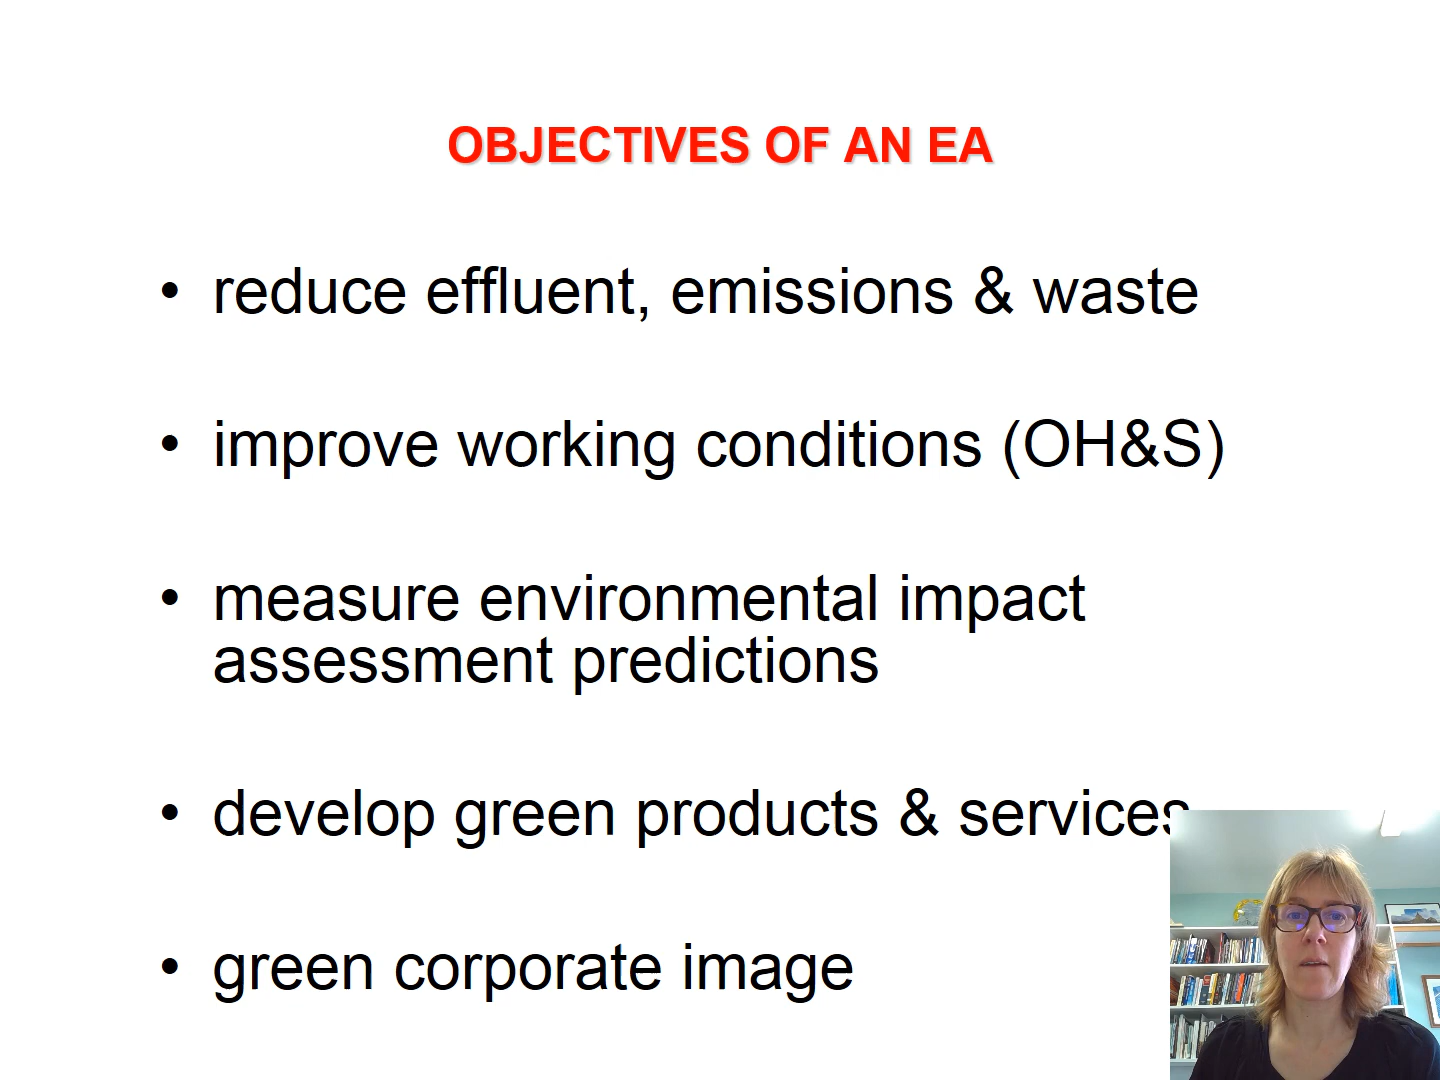 OBJECTIVES OF AN EA
• reduce effluent, emissions & waste
• improve working conditions (OH&S)
• measure environmental impact
assessment predictions
• develop green products & services
• green corporate image